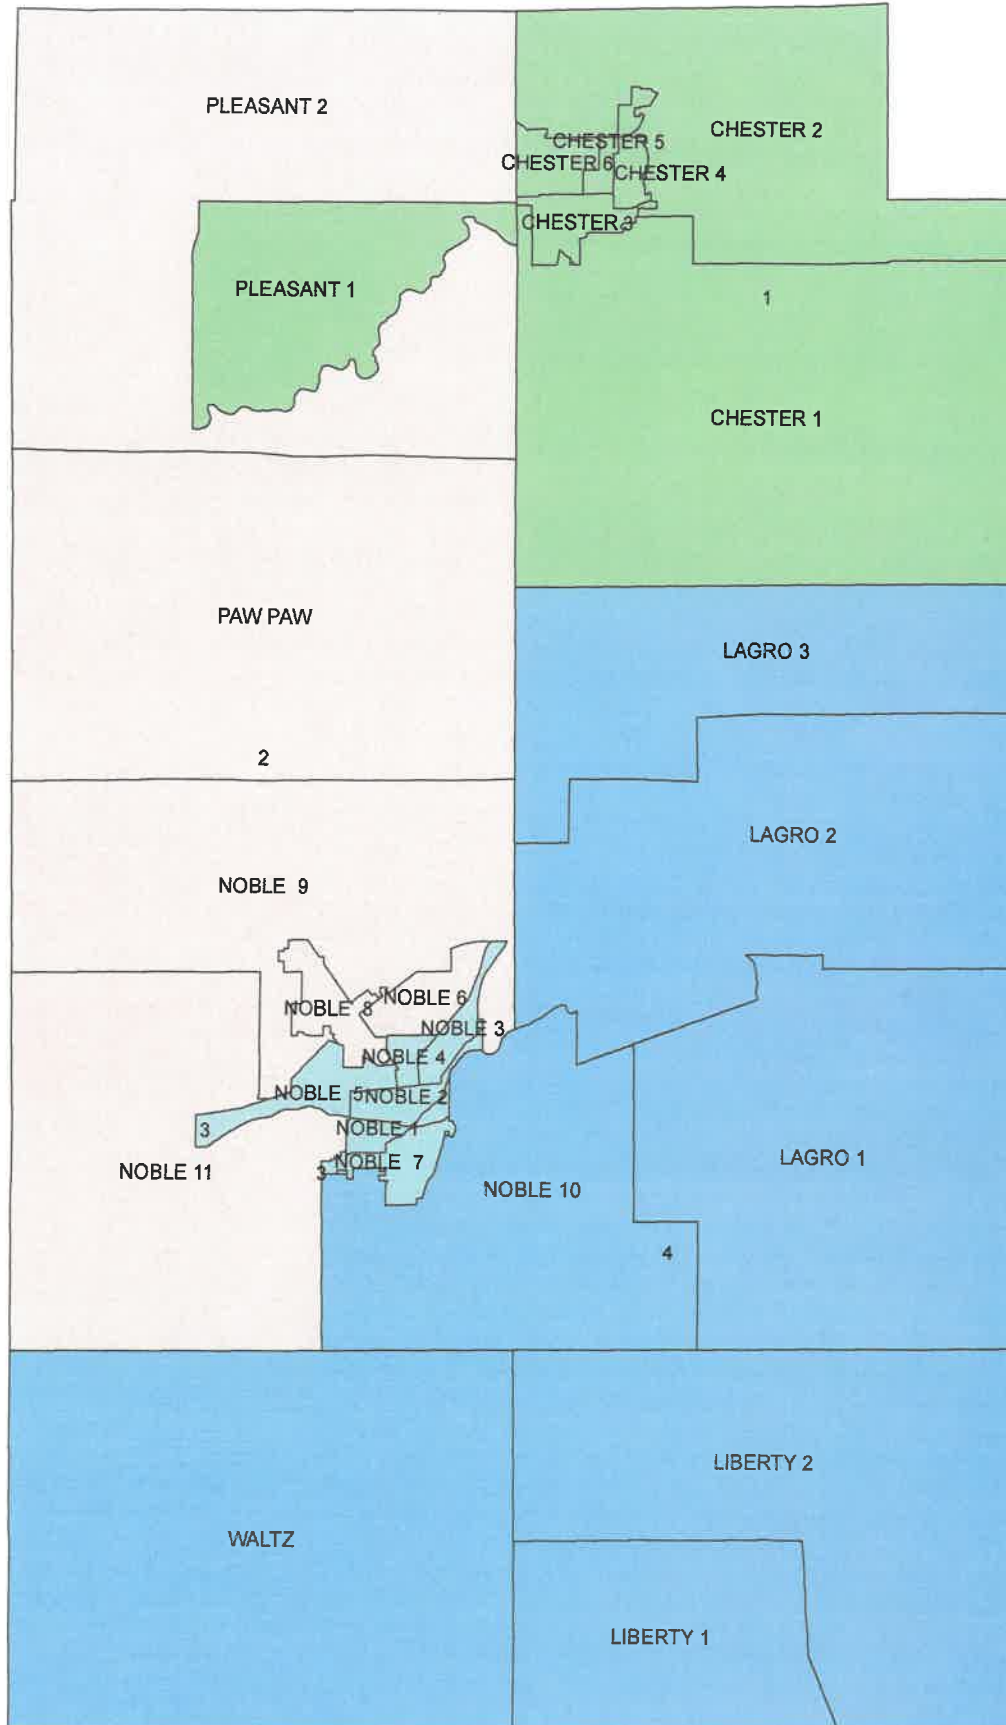 PLEASANT 2
CHESTER 2
CHESTER 5
CHESTER 6
CHESTER 4
CHESTER 3
PLEASANT 1
1
CHESTER 1
PAW PAW
LAGRO 3
2
LAGRO 2
NOBLE 9
NOBLE 6
NOBLE 8
NOBLE 3
NOBLE 4
NOBLE 5
NOBLE 2
3
NOBLE 1
NOBLE 7
3
NOBLE 11
LAGRO 1
NOBLE 10
4
LIBERTY 2
WALTZ
LIBERTY 1